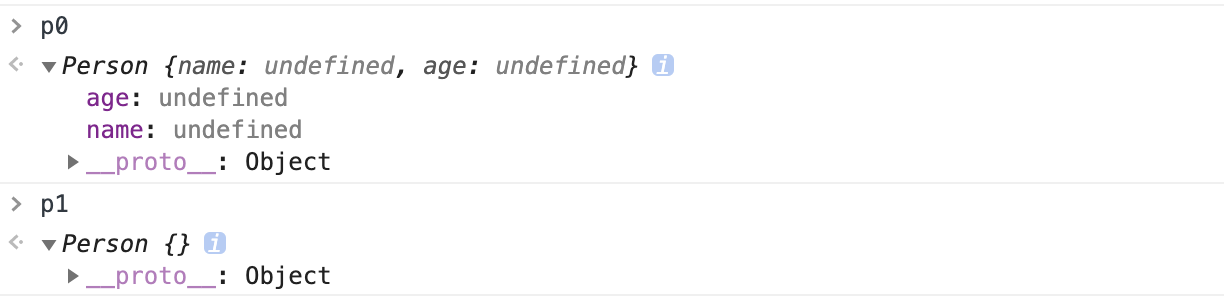 > p0
<· ▼Person {name: undefined, age: undefined} i
age: undefined
name: undefined
▶__proto__: Object
> p1
<· ▼Person {} i
▶__proto__: Object